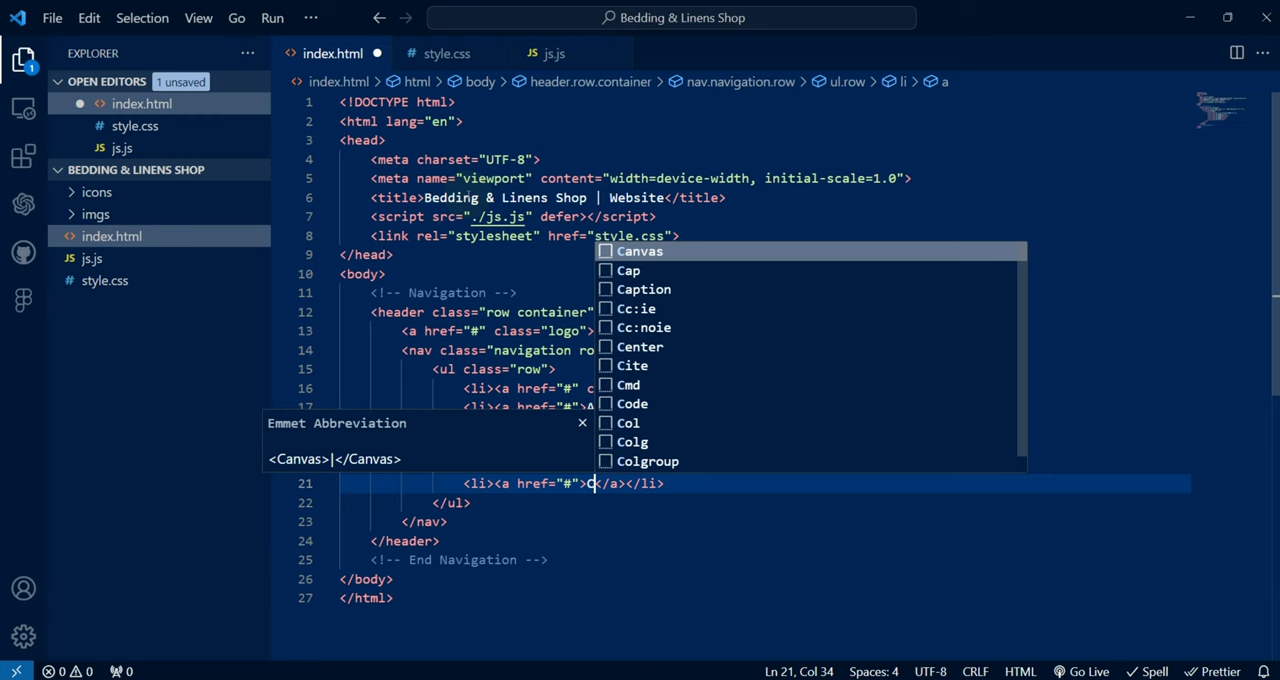 File Edit Selection View Go Run ··· Bedding & Linens Shop
EXPLORER ···
OPEN EDITORS 1 unsaved
<> index.html
# style.css
JS js.js
BEDDING & LINENS SHOP
icons
imgs
<> index.html
JS js.js
# style.css
1
<> index.html ● # style.css JS js.js
<> index.html > html > body > header.row.container > nav.navigation.row > ul.row > li > a
1 <!DOCTYPE html>
2 <html lang="en">
3 <head>
4 <meta charset="UTF-8">
5 <meta name="viewport" content="width=device-width, initial-scale=1.0">
6 <title>Bedding & Linens Shop | Website</title>
7 <script src="./js.js" defer></script>
8 <link rel="stylesheet" href="style.css">
9 </head>
10 <body>
11 <!-- Navigation -->
12 <header class="row container"
13 <a href="#" class="logo">
14 <nav class="navigation ro
15 <ul class="row">
16 <li><a href="#" c
17 <li><a href="#">A
21 <li><a href="#">C</a></li>
22 </ul>
23 </nav>
24 </header>
25 <!-- End Navigation -->
26 </body>
27 </html>
Canvas
Cap
Caption
Cc:ie
Cc:noie
Center
Cite
Cmd
Code
Col
Colg
Colgroup
Emmet Abbreviation ×
<Canvas>|</Canvas>
0 0 0 Ln 21, Col 34 Spaces: 4 UTF-8 CRLF HTML Go Live Spell Prettier